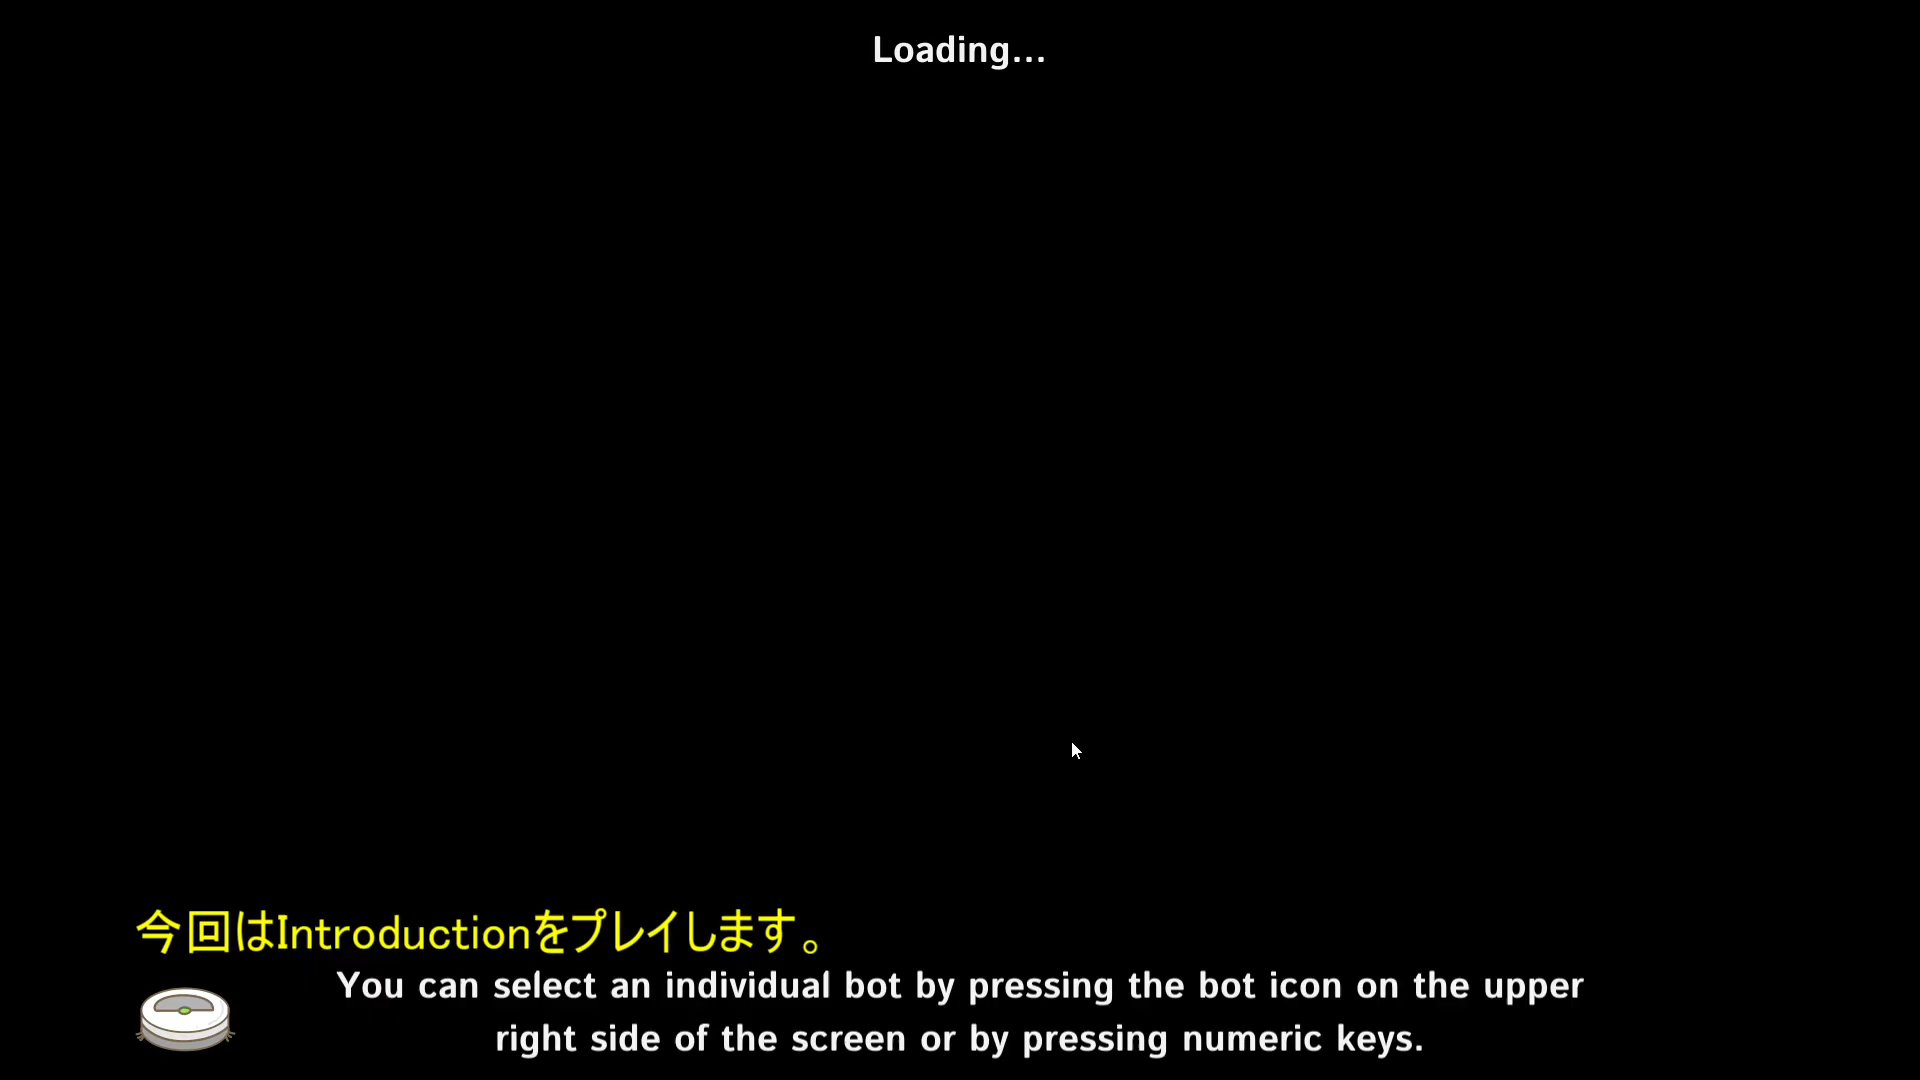 Loading...
今回はIntroductionをプレイします。
You can select an individual bot by pressing the bot icon on the upper
right side of the screen or by pressing numeric keys.